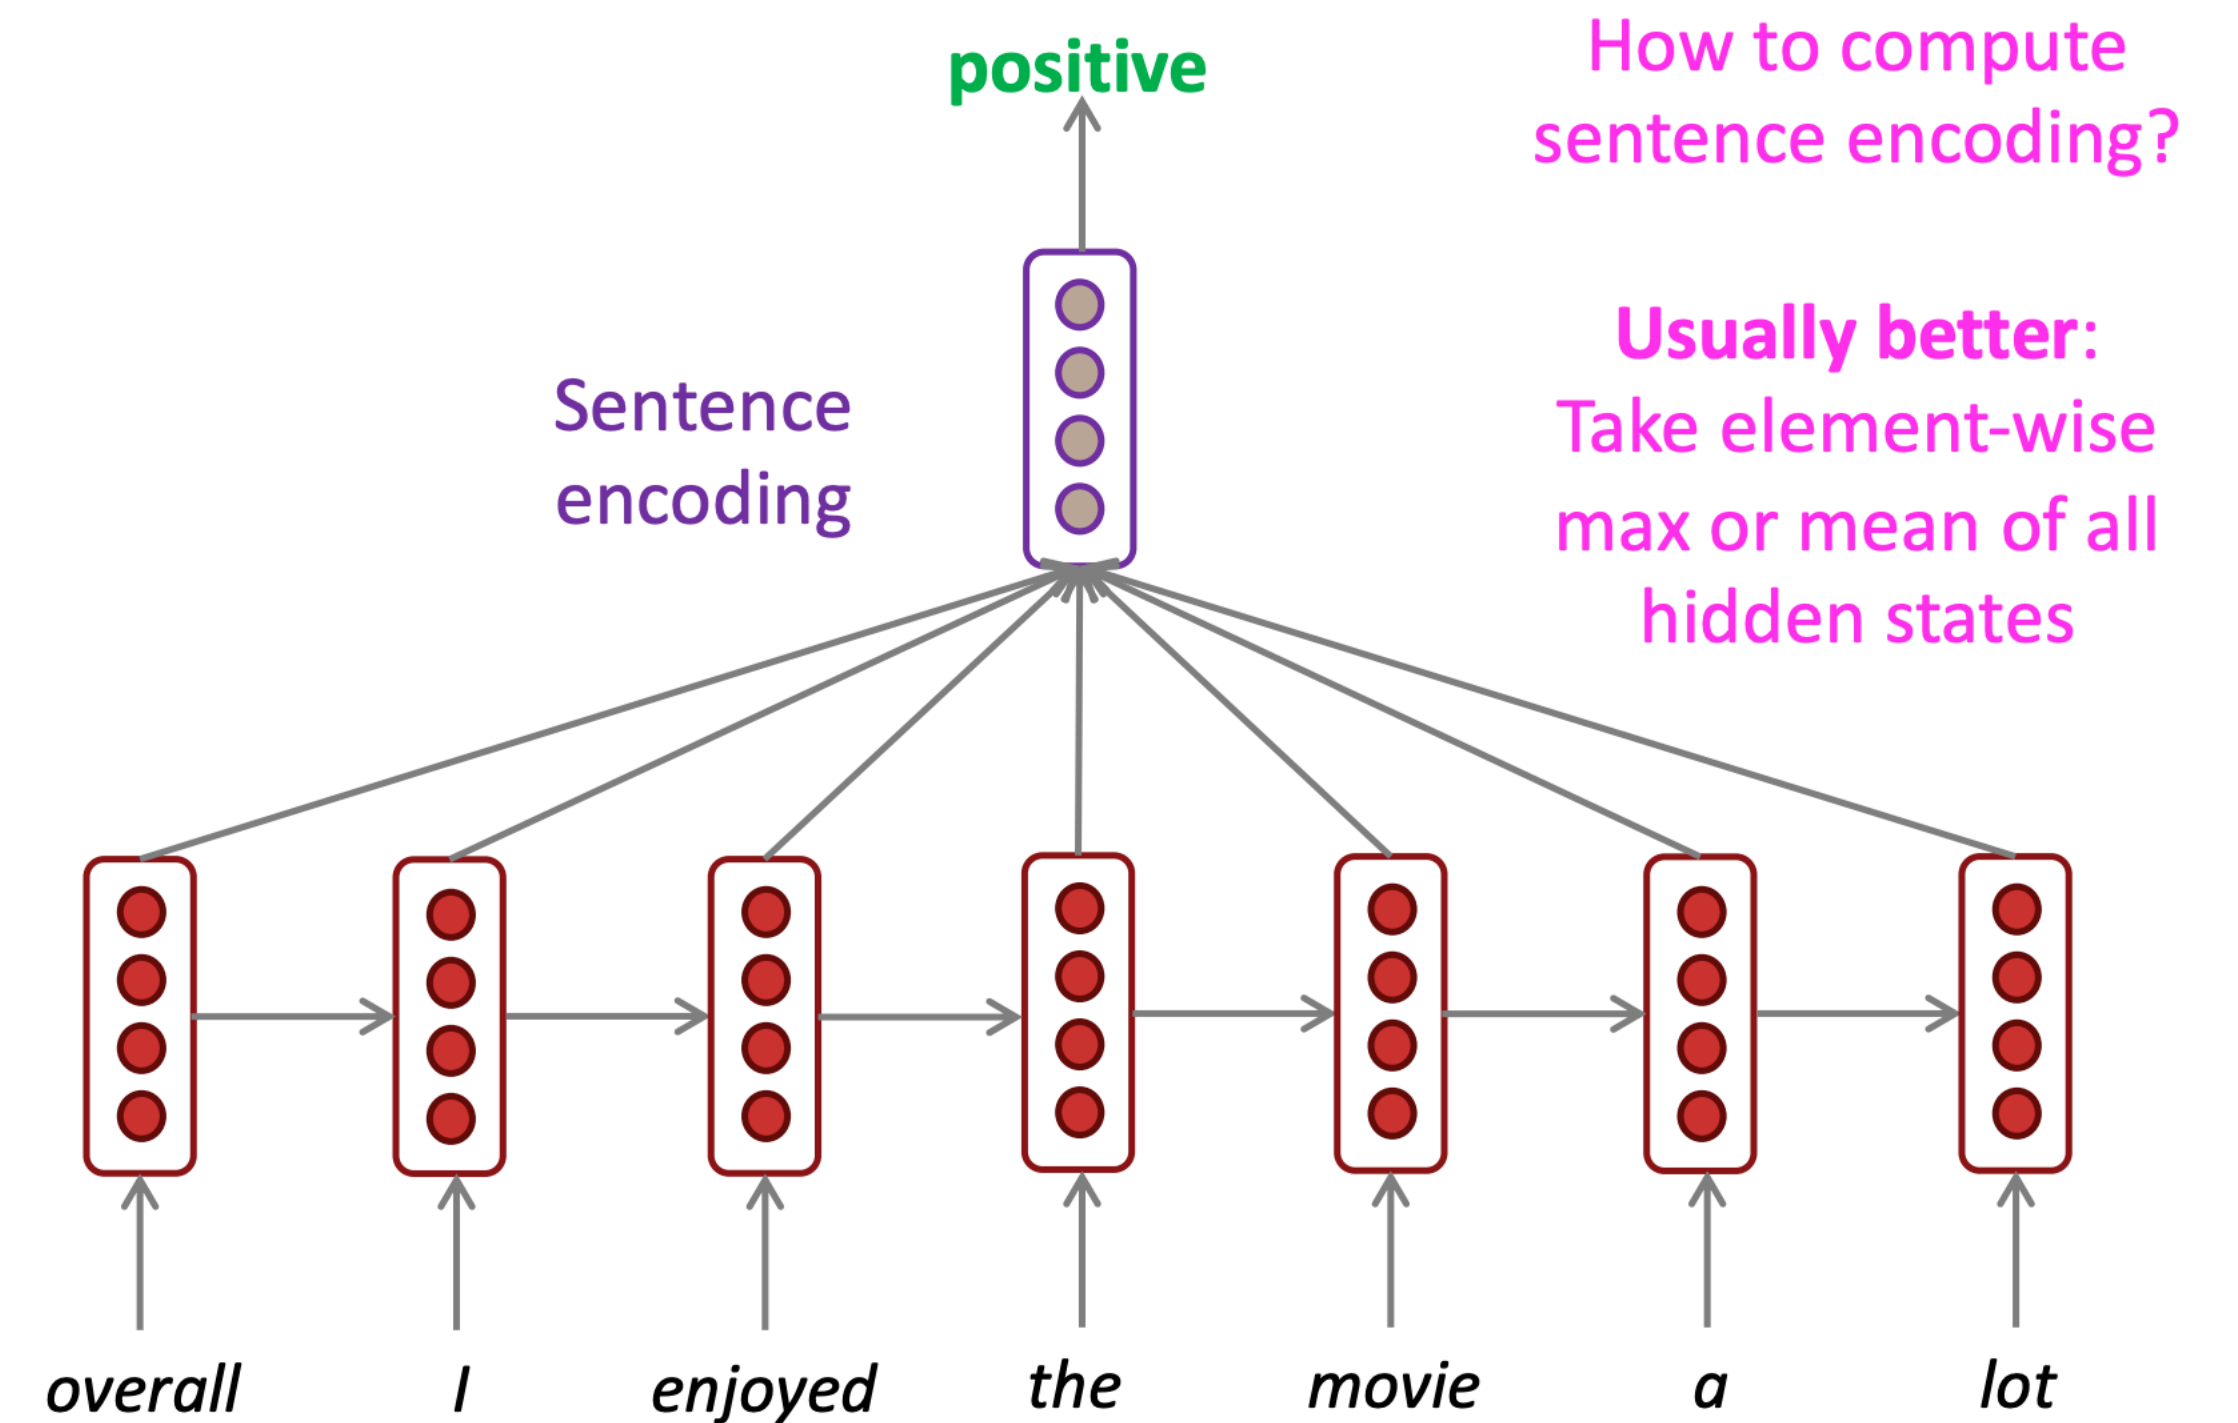 positive
How to compute
sentence encoding?
Sentence
encoding
Usually better:
Take element-wise
max or mean of all
hidden states
overall I enjoyed the movie a lot